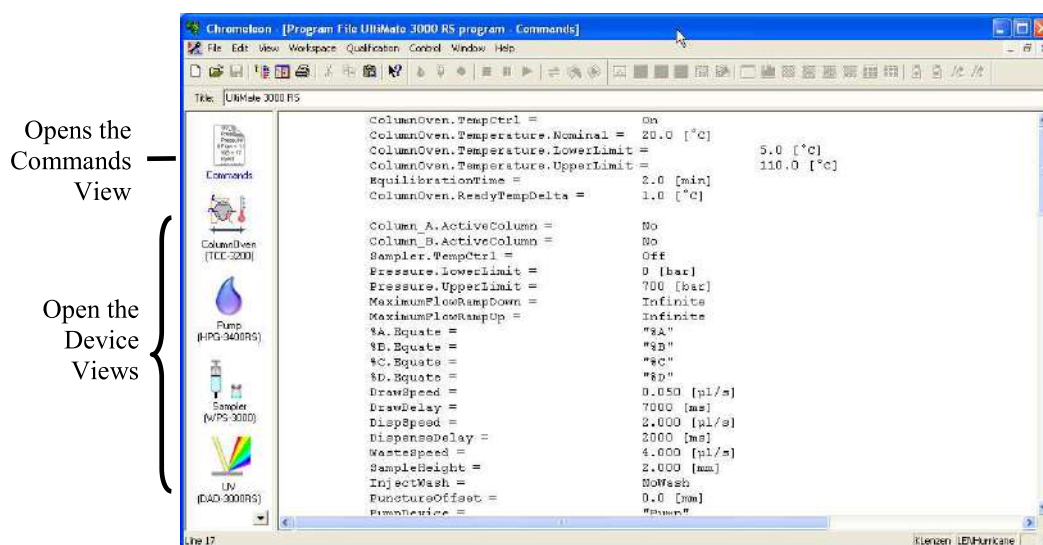 Chromeleon - [Program File UltiMate 3000 RS program - Commands]
File Edit View Workspace Qualification Control Window Help
Title: UltiMate 3000 RS
Opens the
Commands
View
Commands
ColumnOven
(TCC-3200)
Open the
Device
Views
Pump
(HPG-3400RS)
Sampler
(WPS-3000)
UV
(DAD-3000RS)
ColumnOven.TempCtrl = On
ColumnOven.Temperature.Nominal = 20.0 [°C]
ColumnOven.Temperature.LowerLimit = 5.0 [°C]
ColumnOven.Temperature.UpperLimit = 110.0 [°C]
EquilibrationTime = 2.0 [min]
ColumnOven.ReadyTempDelta = 1.0 [°C]
Column_A.ActiveColumn = No
Column_B.ActiveColumn = No
Sampler.TempCtrl = Off
Pressure.LowerLimit = 0 [bar]
Pressure.UpperLimit = 700 [bar]
MaximumFlowRampDown = Infinite
MaximumFlowRampUp = Infinite
%A.Equate = "%A"
%B.Equate = "%B"
%C.Equate = "%C"
%D.Equate = "%D"
DrawSpeed = 0.050 [µl/s]
DrawDelay = 7000 [ms]
DispSpeed = 2.000 [µl/s]
DispenseDelay = 2000 [ms]
WasteSpeed = 4.000 [µl/s]
SampleHeight = 2.000 [mm]
InjectWash = NoWash
PunctureOffset = 0.0 [mm]
PumpDevice = "Pump"
Line 17
KLenzen LENHurricane